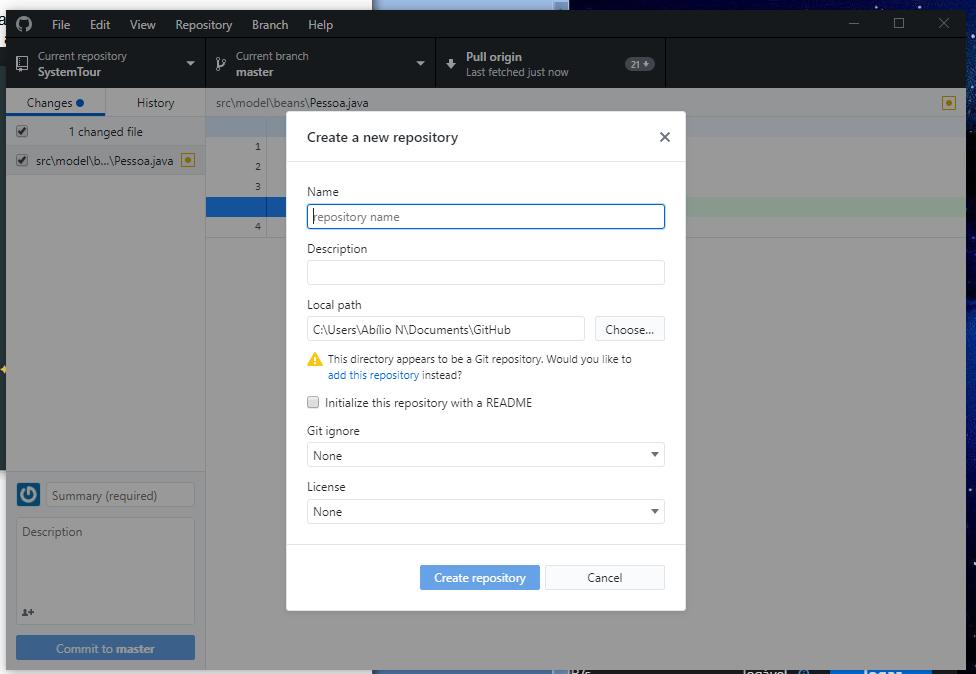 File Edit View Repository Branch Help
Current repository
SystemTour
Current branch
master
Pull origin
Last fetched just now
21
Changes History
src\model\beans\Pessoa.java
1 changed file
src\model\b...\Pessoa.java
1
2
3
4
Create a new repository
Name
repository name
Description
Local path
C:\Users\Abílio N\Documents\GitHub
Choose...
This directory appears to be a Git repository. Would you like to
add this repository instead?
Initialize this repository with a README
Git ignore
None
License
None
Create repository
Cancel
Summary (required)
Description
Commit to master